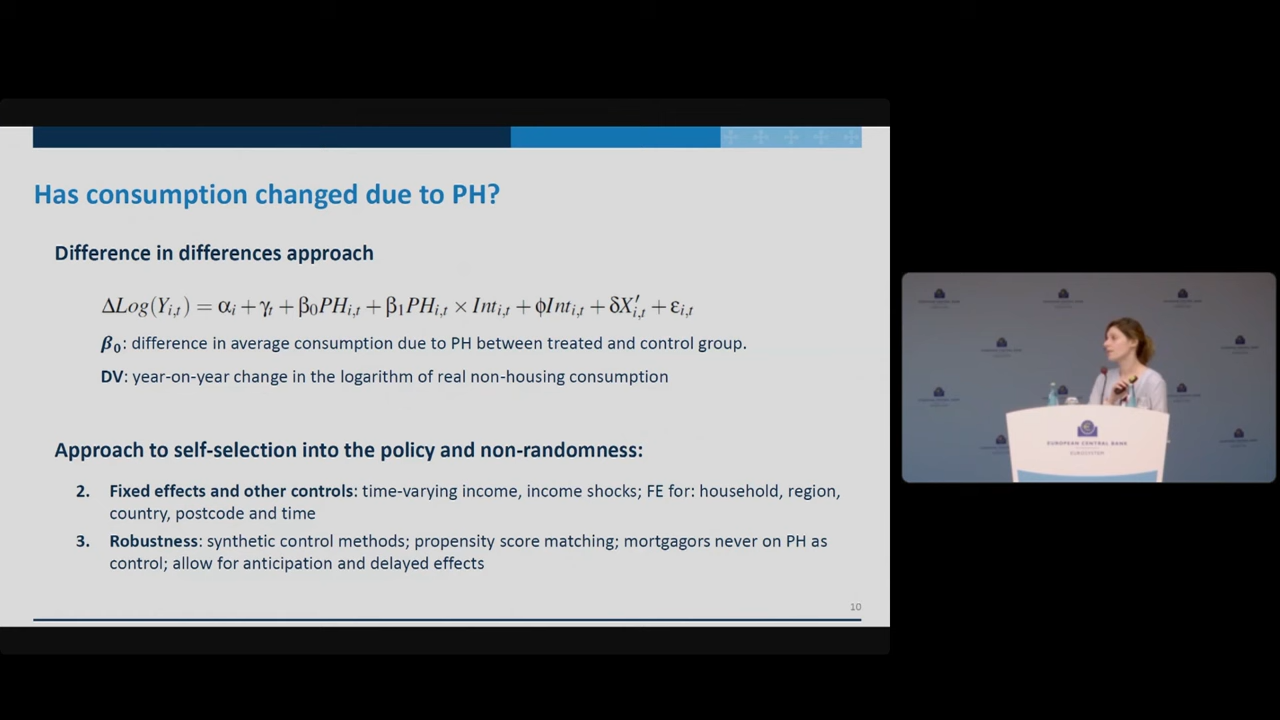 Has consumption changed due to PH?
Difference in differences approach
ΔLog(Y_{i,t}) = α_i + γ_t + β_0PH_{i,t} + β_1PH_{i,t} × Int_{i,t} + ϕInt_{i,t} + δX′_{i,t} + ε_{i,t}
β_0: difference in average consumption due to PH between treated and control group.
DV: year-on-year change in the logarithm of real non-housing consumption
Approach to self-selection into the policy and non-randomness:
2. Fixed effects and other controls: time-varying income, income shocks; FE for: household, region,
country, postcode and time
3. Robustness: synthetic control methods; propensity score matching; mortgagors never on PH as
control; allow for anticipation and delayed effects
10
EUROPEAN CENTRAL BANK
EUROSYSTEM